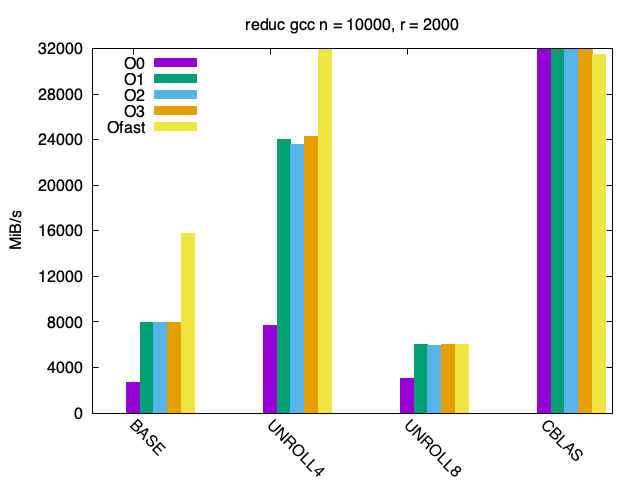 reduc gcc n = 10000, r = 2000
32000
28000
24000
20000
16000
12000
8000
4000
0
MiB/s
O0
O1
O2
O3
Ofast
BASE
UNROLL4
UNROLL8
CBLAS